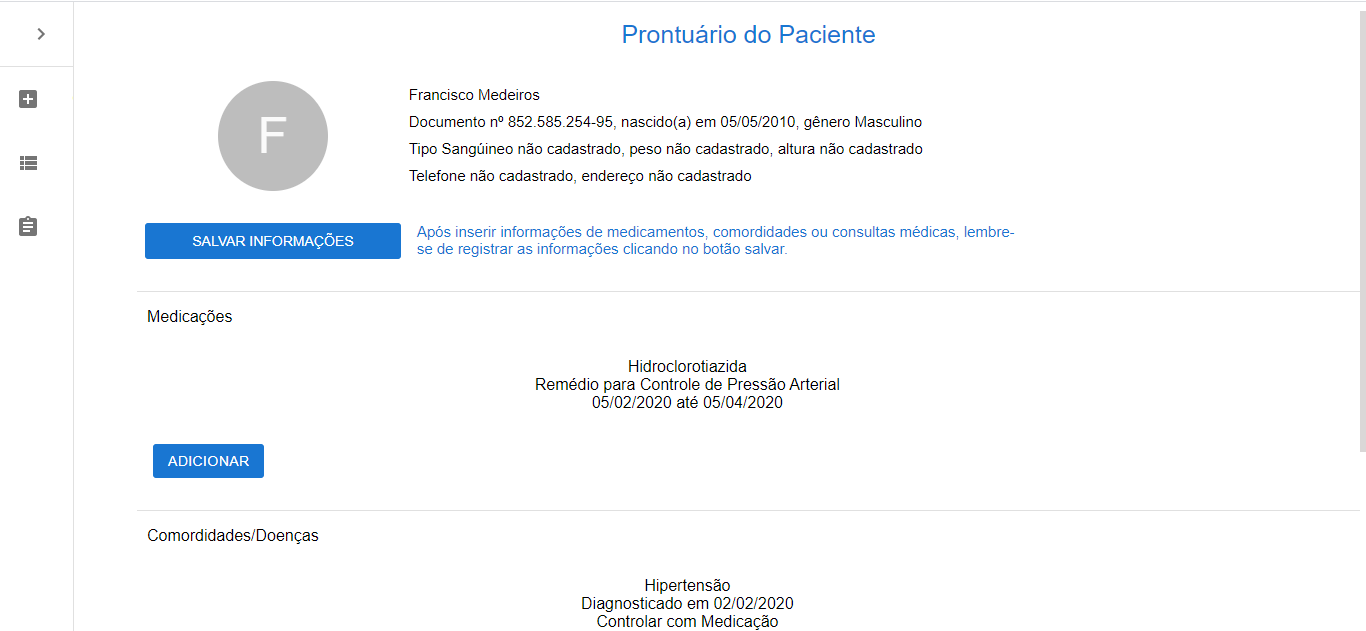 Prontuário do Paciente
F
Francisco Medeiros
Documento nº 852.585.254-95, nascido(a) em 05/05/2010, gênero Masculino
Tipo Sangúineo não cadastrado, peso não cadastrado, altura não cadastrado
Telefone não cadastrado, endereço não cadastrado
SALVAR INFORMAÇÕES
Após inserir informações de medicamentos, comordidades ou consultas médicas, lembre-
se de registrar as informações clicando no botão salvar.
Medicações
Hidroclorotiazida
Remédio para Controle de Pressão Arterial
05/02/2020 até 05/04/2020
ADICIONAR
Comordidades/Doenças
Hipertensão
Diagnosticado em 02/02/2020
Controlar com Medicação